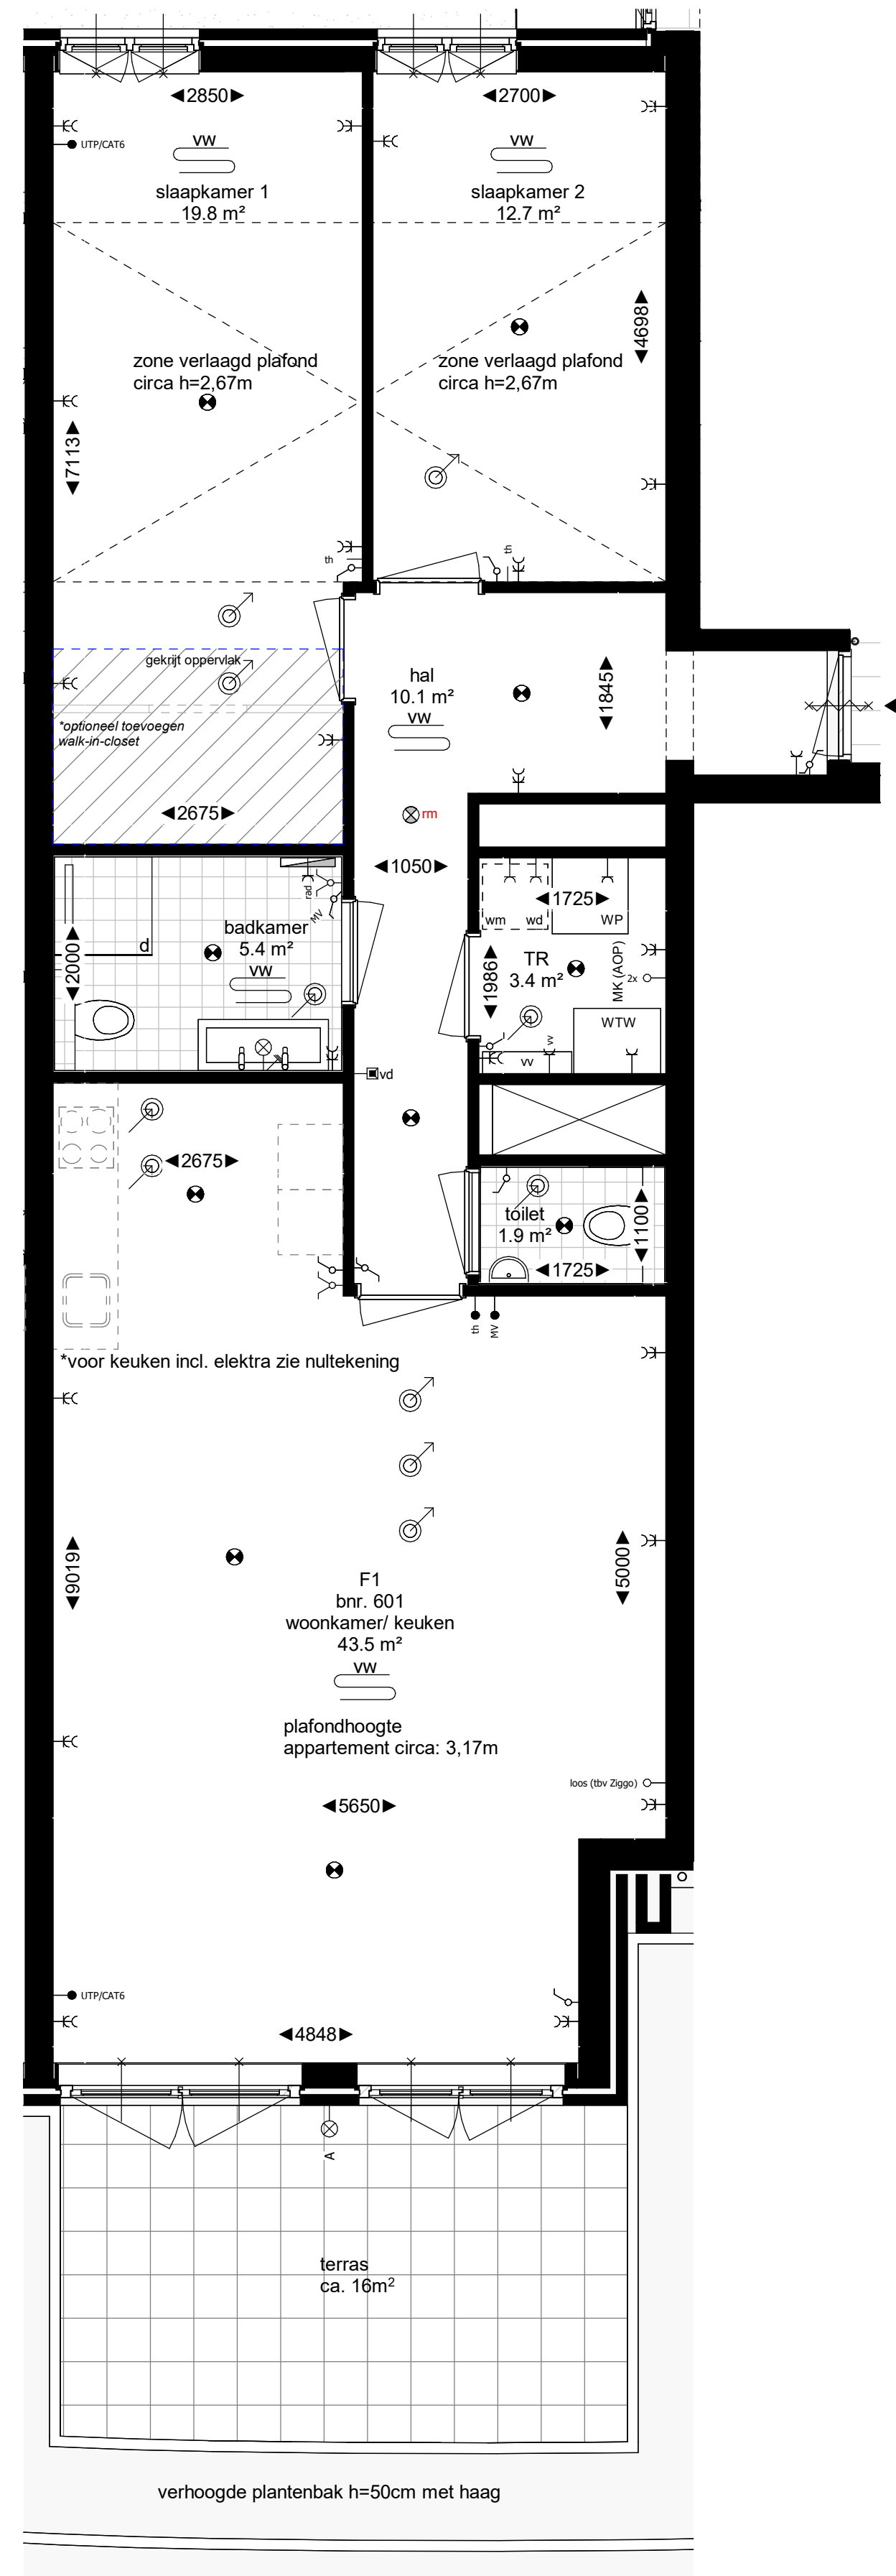 2850
2700
UTP/CAT6
vw
vw
slaapkamer 1
19.8 m²
slaapkamer 2
12.7 m²
4698
zone verlaagd plafond
circa h=2,67m
zone verlaagd plafond
circa h=2,67m
7113
th
th
gekrijt oppervlak
*optioneel toevoegen
walk-in-closet
2675
hal
10.1 m²
vw
1845
rm
1050
rad
MV
badkamer
5.4 m²
vw
d
2000
1725
wm
wd
WP
TR
3.4 m²
1986
MK (AOP)
2x
WTW
vv
vv
vd
2675
toilet
1.9 m²
1100
1725
th
MV
*voor keuken incl. elektra zie nultekening
9019
5000
F1
bnr. 601
woonkamer/ keuken
43.5 m²
vw
plafondhoogte
appartement circa: 3,17m
loos (tbv Ziggo)
5650
UTP/CAT6
4848
A
terras
ca. 16m²
verhoogde plantenbak h=50cm met haag